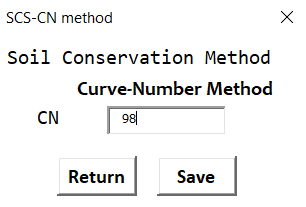 SCS-CN method
Soil Conservation Method
Curve-Number Method
CN 98
Return Save